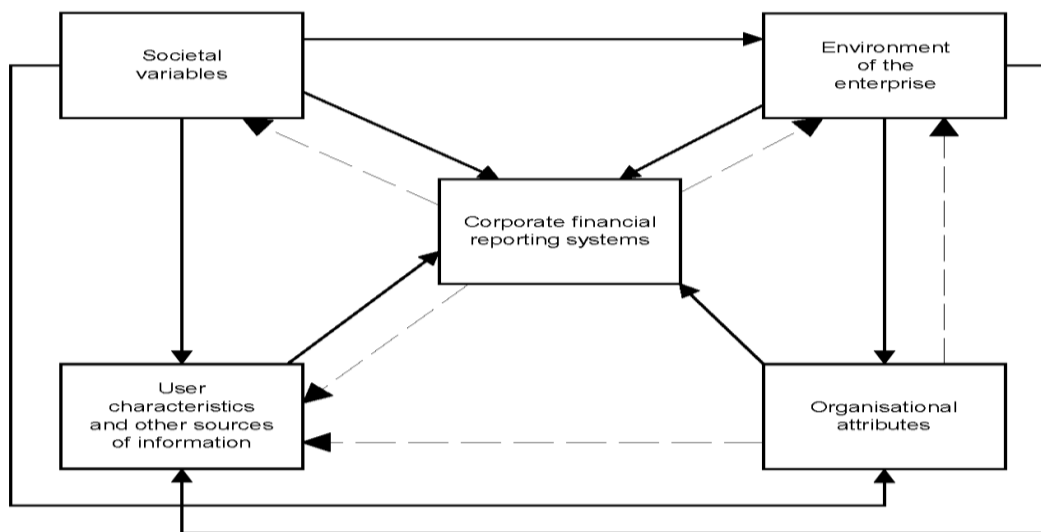 Societal
variables
Environment
of the
enterprise
Corporate financial
reporting systems
User
characteristics
and other sources
of information
Organisational
attributes